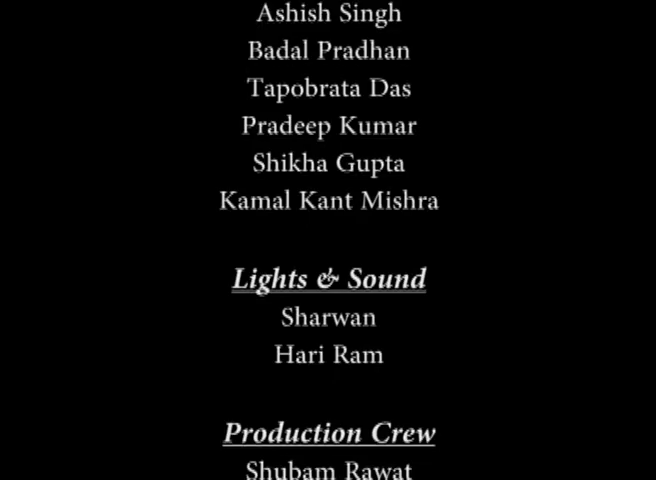 Ashish Singh
Badal Pradhan
Tapobrata Das
Pradeep Kumar
Shikha Gupta
Kamal Kant Mishra
Lights & Sound
Sharwan
Hari Ram
Production Crew
Shubam Rawat